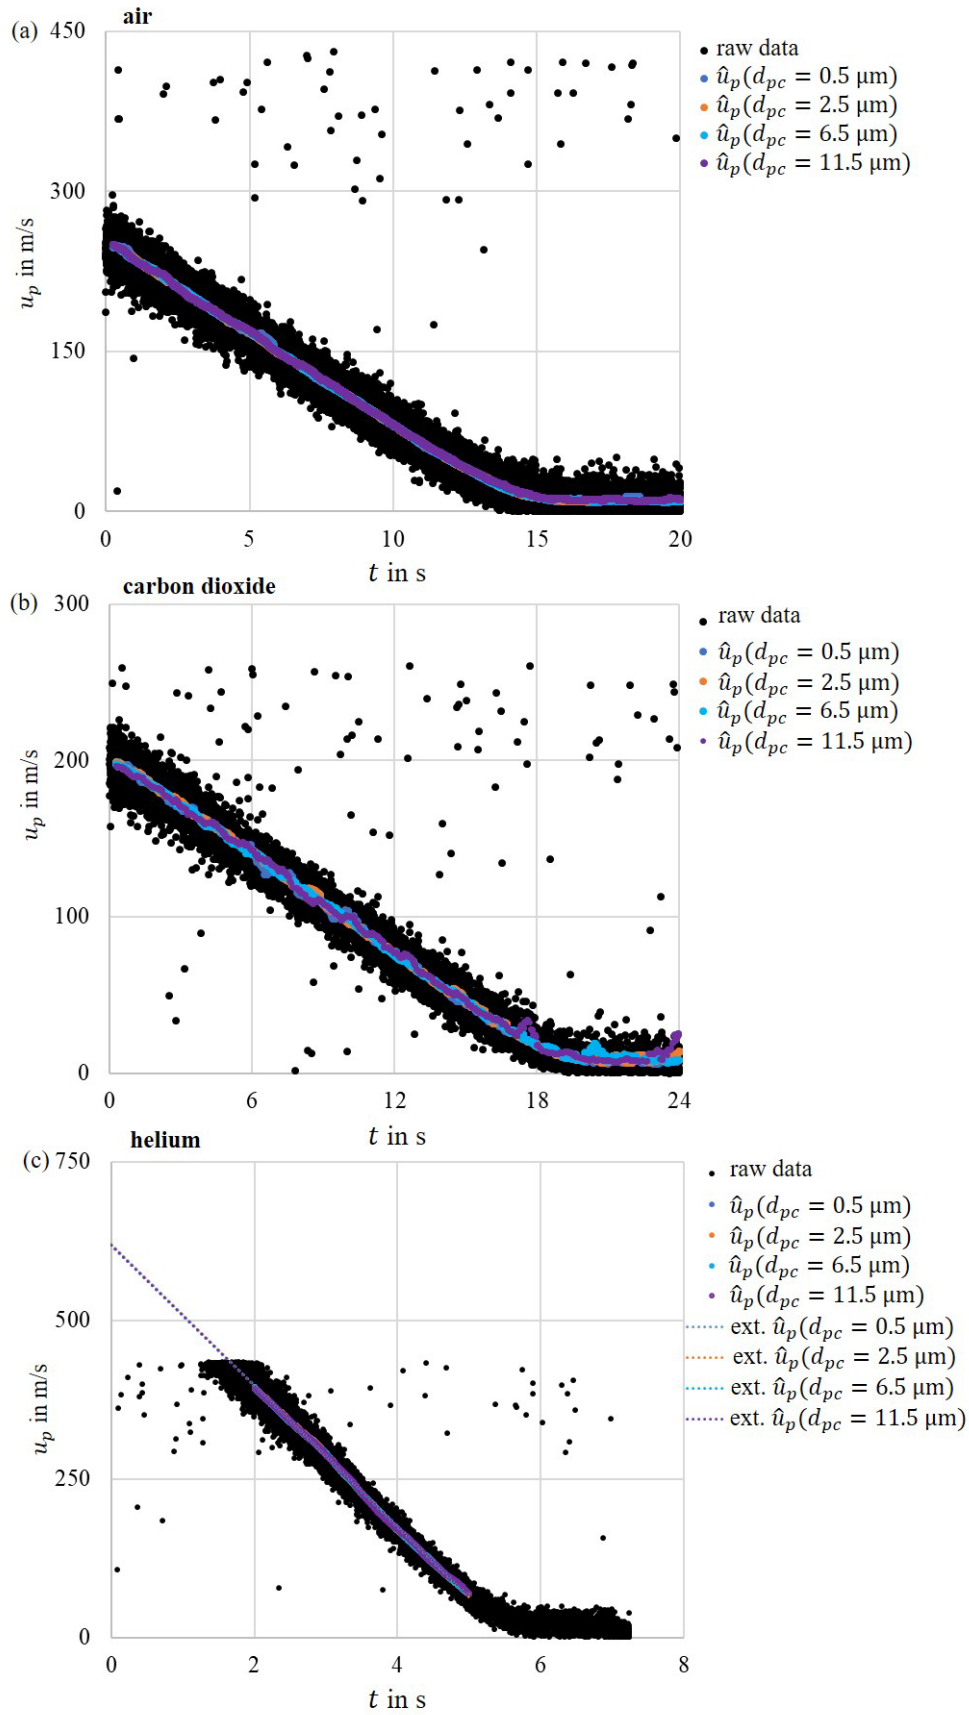 (a) air
450
300
150
0
0 5 10 15 20
u_p in m/s
t in s
raw data
û_p(d_pc = 0.5 μm)
û_p(d_pc = 2.5 μm)
û_p(d_pc = 6.5 μm)
û_p(d_pc = 11.5 μm)
(b) carbon dioxide
300
200
100
0
0 6 12 18 24
u_p in m/s
t in s
raw data
û_p(d_pc = 0.5 μm)
û_p(d_pc = 2.5 μm)
û_p(d_pc = 6.5 μm)
û_p(d_pc = 11.5 μm)
(c) helium
750
500
250
0
0 2 4 6 8
u_p in m/s
t in s
raw data
û_p(d_pc = 0.5 μm)
û_p(d_pc = 2.5 μm)
û_p(d_pc = 6.5 μm)
û_p(d_pc = 11.5 μm)
ext. û_p(d_pc = 0.5 μm)
ext. û_p(d_pc = 2.5 μm)
ext. û_p(d_pc = 6.5 μm)
ext. û_p(d_pc = 11.5 μm)